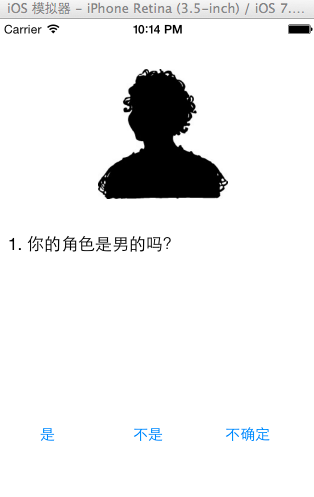 iOS 模拟器 – iPhone Retina (3.5-inch) / iOS 7....
Carrier 10:14 PM
1. 你的角色是男的吗?
是 不是 不确定